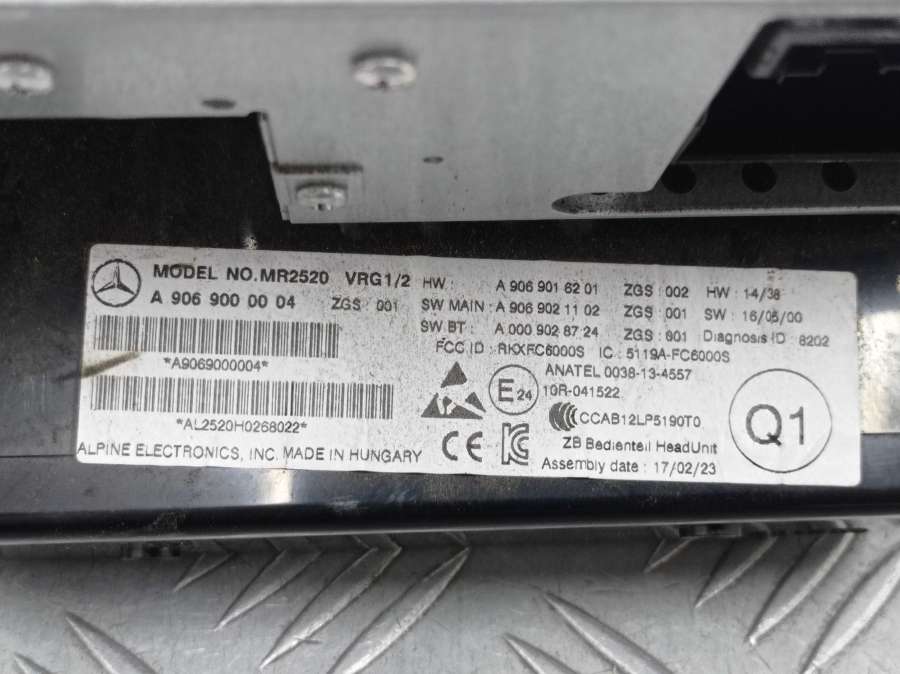 MODEL NO.MR2520 VRG1/2
A 906 900 00 04 ZGS : 001
*A9069000004*
*AL2520H0268022*
ALPINE ELECTRONICS, INC. MADE IN HUNGARY
HW : A 906 901 62 01 ZGS : 002 HW : 14/38
SW MAIN : A 906 902 11 02 ZGS : 001 SW : 16/05/00
SW BT : A 000 902 87 24 ZGS : 001 Diagnosis ID : 8202
FCC ID : RKXFC6000S IC : 5119A-FC6000S
ANATEL 0038-13-4557
E24 10R-041522
CCAB12LP5190T0
CE
ZB Bedienteil HeadUnit
Assembly date : 17/02/23
Q1